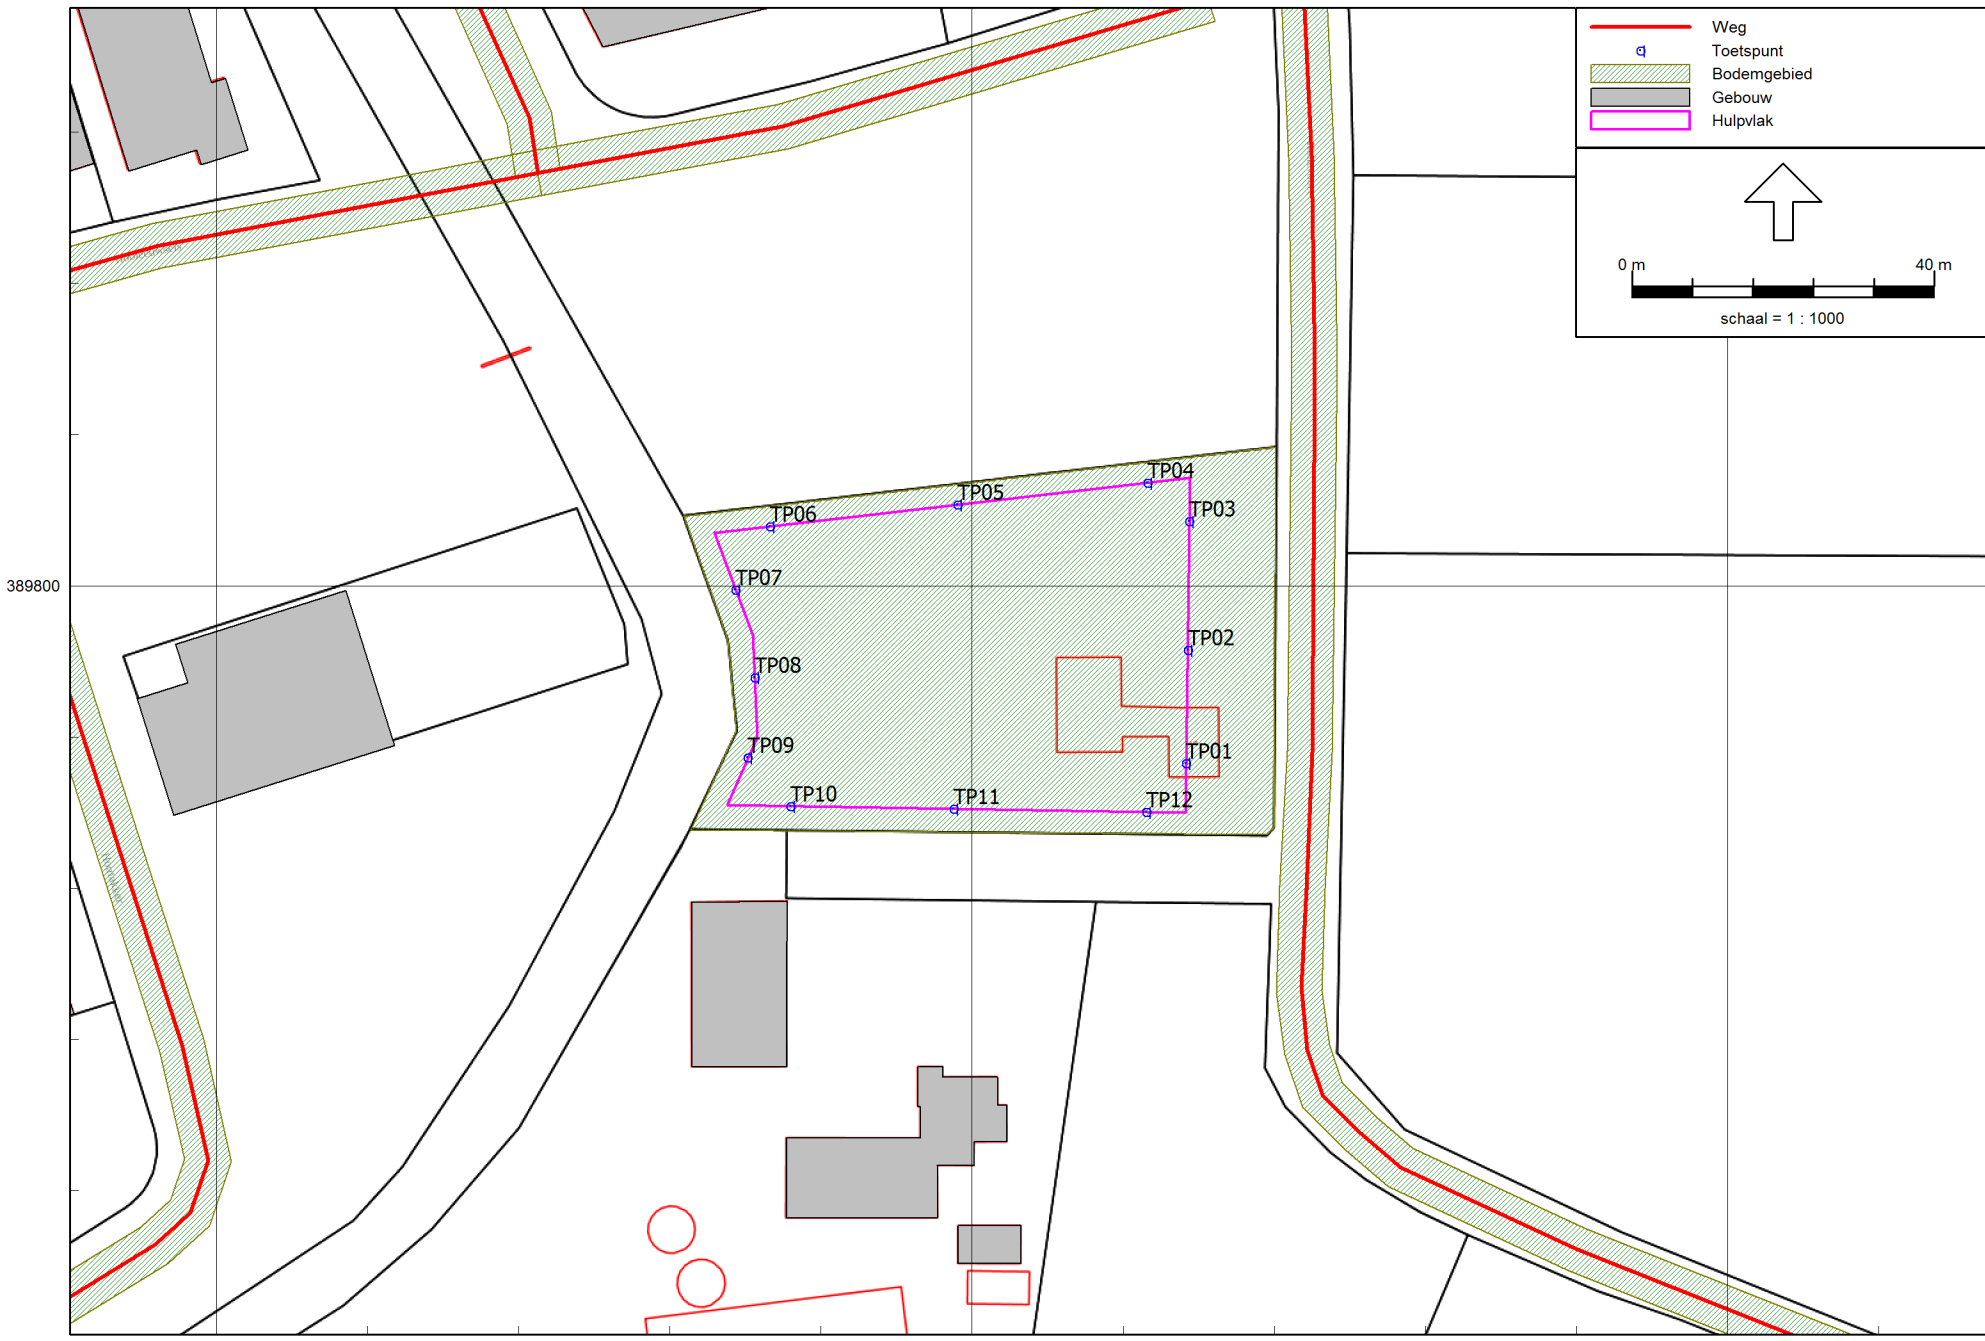 Weg
Toetspunt
Bodemgebied
Gebouw
Hulpvlak
0 m 40 m
schaal = 1 : 1000
TP04
TP05
TP03
TP06
389800
TP07
TP02
TP08
TP09
TP01
TP10
TP11
TP12